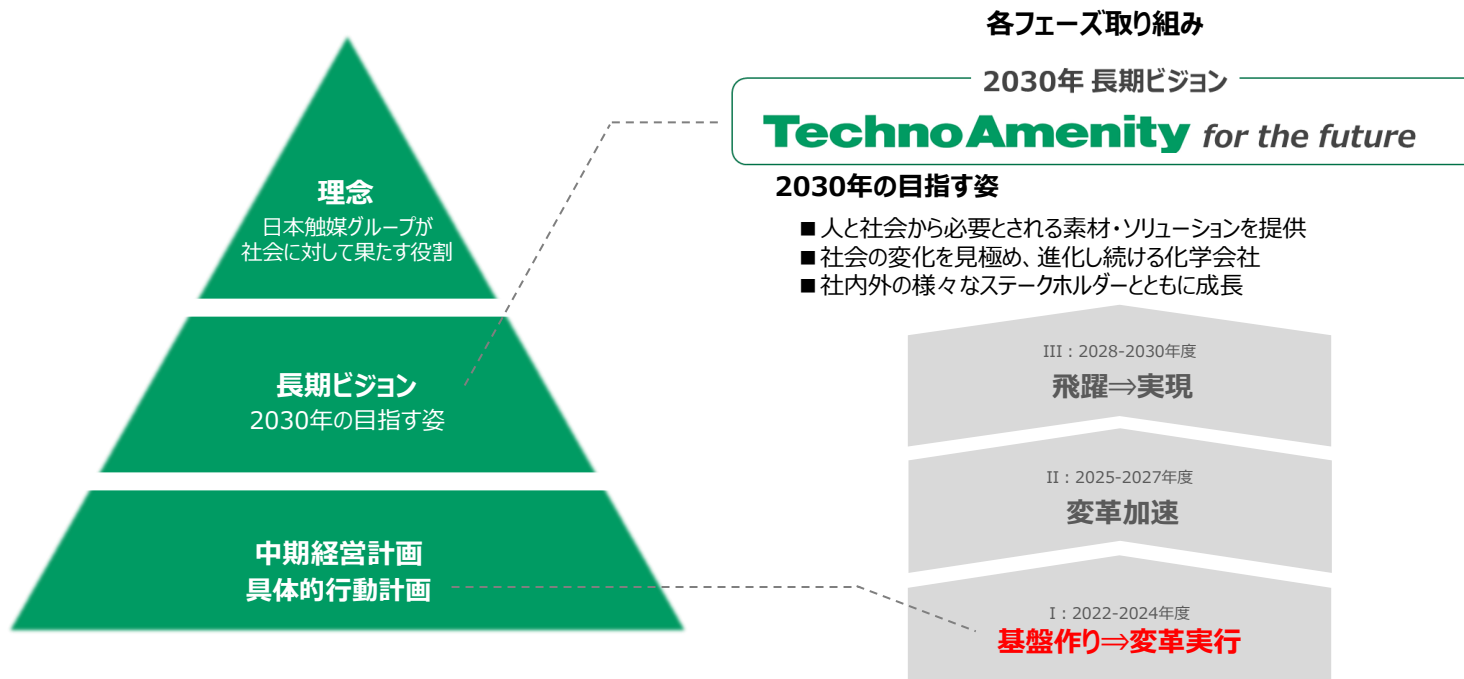 理念
日本触媒グループが
社会に対して果たす役割
長期ビジョン
2030年の目指す姿
中期経営計画
具体的行動計画
各フェーズ取り組み
2030年 長期ビジョン
TechnoAmenity for the future
2030年の目指す姿
■ 人と社会から必要とされる素材・ソリューションを提供
■ 社会の変化を見極め、進化し続ける化学会社
■ 社内外の様々なステークホルダーとともに成長
III：2028-2030年度
飛躍⇒実現
II：2025-2027年度
変革加速
I：2022-2024年度
基盤作り⇒変革実行